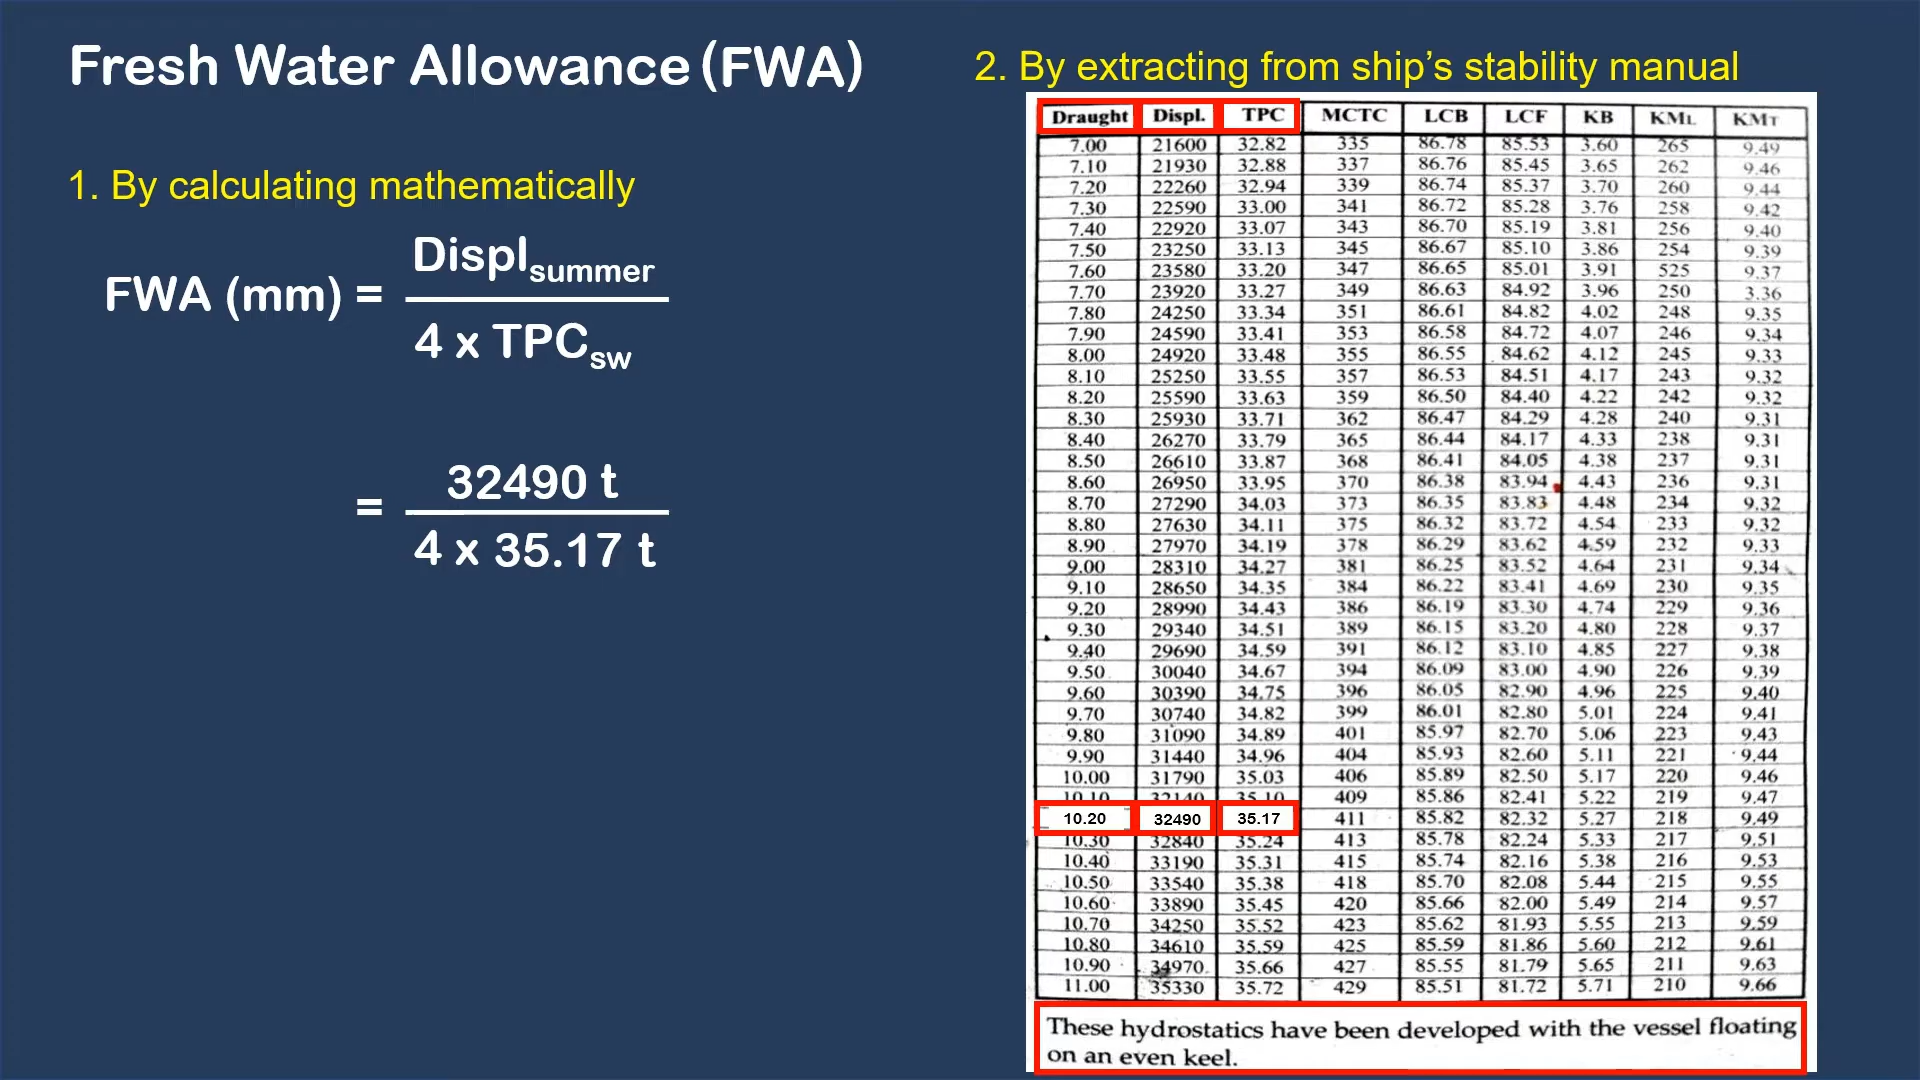 Fresh Water Allowance (FWA)
1. By calculating mathematically
FWA (mm) = Displsummer
4 x TPCsw
= 32490 t
4 x 35.17 t
2. By extracting from ship's stability manual
Draught Displ. TPC MCTC LCB LCF KB KML KMT
7.00 21600 32.82 335 86.78 85.53 3.60 265 9.49
7.10 21930 32.88 337 86.76 85.45 3.65 262 9.46
7.20 22260 32.94 339 86.74 85.37 3.70 260 9.44
7.30 22590 33.00 341 86.72 85.28 3.76 258 9.42
7.40 22920 33.07 343 86.70 85.19 3.81 256 9.40
7.50 23250 33.13 345 86.67 85.10 3.86 254 9.39
7.60 23580 33.20 347 86.65 85.01 3.91 525 9.37
7.70 23920 33.27 349 86.63 84.92 3.96 250 3.36
7.80 24250 33.34 351 86.61 84.82 4.02 248 9.35
7.90 24590 33.41 353 86.58 84.72 4.07 246 9.34
8.00 24920 33.48 355 86.55 84.62 4.12 245 9.33
8.10 25250 33.55 357 86.53 84.51 4.17 243 9.32
8.20 25590 33.63 359 86.50 84.40 4.22 242 9.32
8.30 25930 33.71 362 86.47 84.29 4.28 240 9.31
8.40 26270 33.79 365 86.44 84.17 4.33 238 9.31
8.50 26610 33.87 368 86.41 84.05 4.38 237 9.31
8.60 26950 33.95 370 86.38 83.94 4.43 236 9.31
8.70 27290 34.03 373 86.35 83.83 4.48 234 9.32
8.80 27630 34.11 375 86.32 83.72 4.54 233 9.32
8.90 27970 34.19 378 86.29 83.62 4.59 232 9.33
9.00 28310 34.27 381 86.25 83.52 4.64 231 9.34
9.10 28650 34.35 384 86.22 83.41 4.69 230 9.35
9.20 28990 34.43 386 86.19 83.30 4.74 229 9.36
9.30 29340 34.51 389 86.15 83.20 4.80 228 9.37
9.40 29690 34.59 391 86.12 83.10 4.85 227 9.38
9.50 30040 34.67 394 86.09 83.00 4.90 226 9.39
9.60 30390 34.75 396 86.05 82.90 4.96 225 9.40
9.70 30740 34.82 399 86.01 82.80 5.01 224 9.41
9.80 31090 34.89 401 85.97 82.70 5.06 223 9.43
9.90 31440 34.96 404 85.93 82.60 5.11 221 9.44
10.00 31790 35.03 406 85.89 82.50 5.17 220 9.46
10.10 32140 35.10 409 85.86 82.41 5.22 219 9.47
10.20 32490 35.17 411 85.82 82.32 5.27 218 9.49
10.30 32840 35.24 413 85.78 82.24 5.33 217 9.51
10.40 33190 35.31 415 85.74 82.16 5.38 216 9.53
10.50 33540 35.38 418 85.70 82.08 5.44 215 9.55
10.60 33890 35.45 420 85.66 82.00 5.49 214 9.57
10.70 34250 35.52 423 85.62 81.93 5.55 213 9.59
10.80 34610 35.59 425 85.59 81.86 5.60 212 9.61
10.90 34970 35.66 427 85.55 81.79 5.65 211 9.63
11.00 35330 35.72 429 85.51 81.72 5.71 210 9.66
These hydrostatics have been developed with the vessel floating
on an even keel.